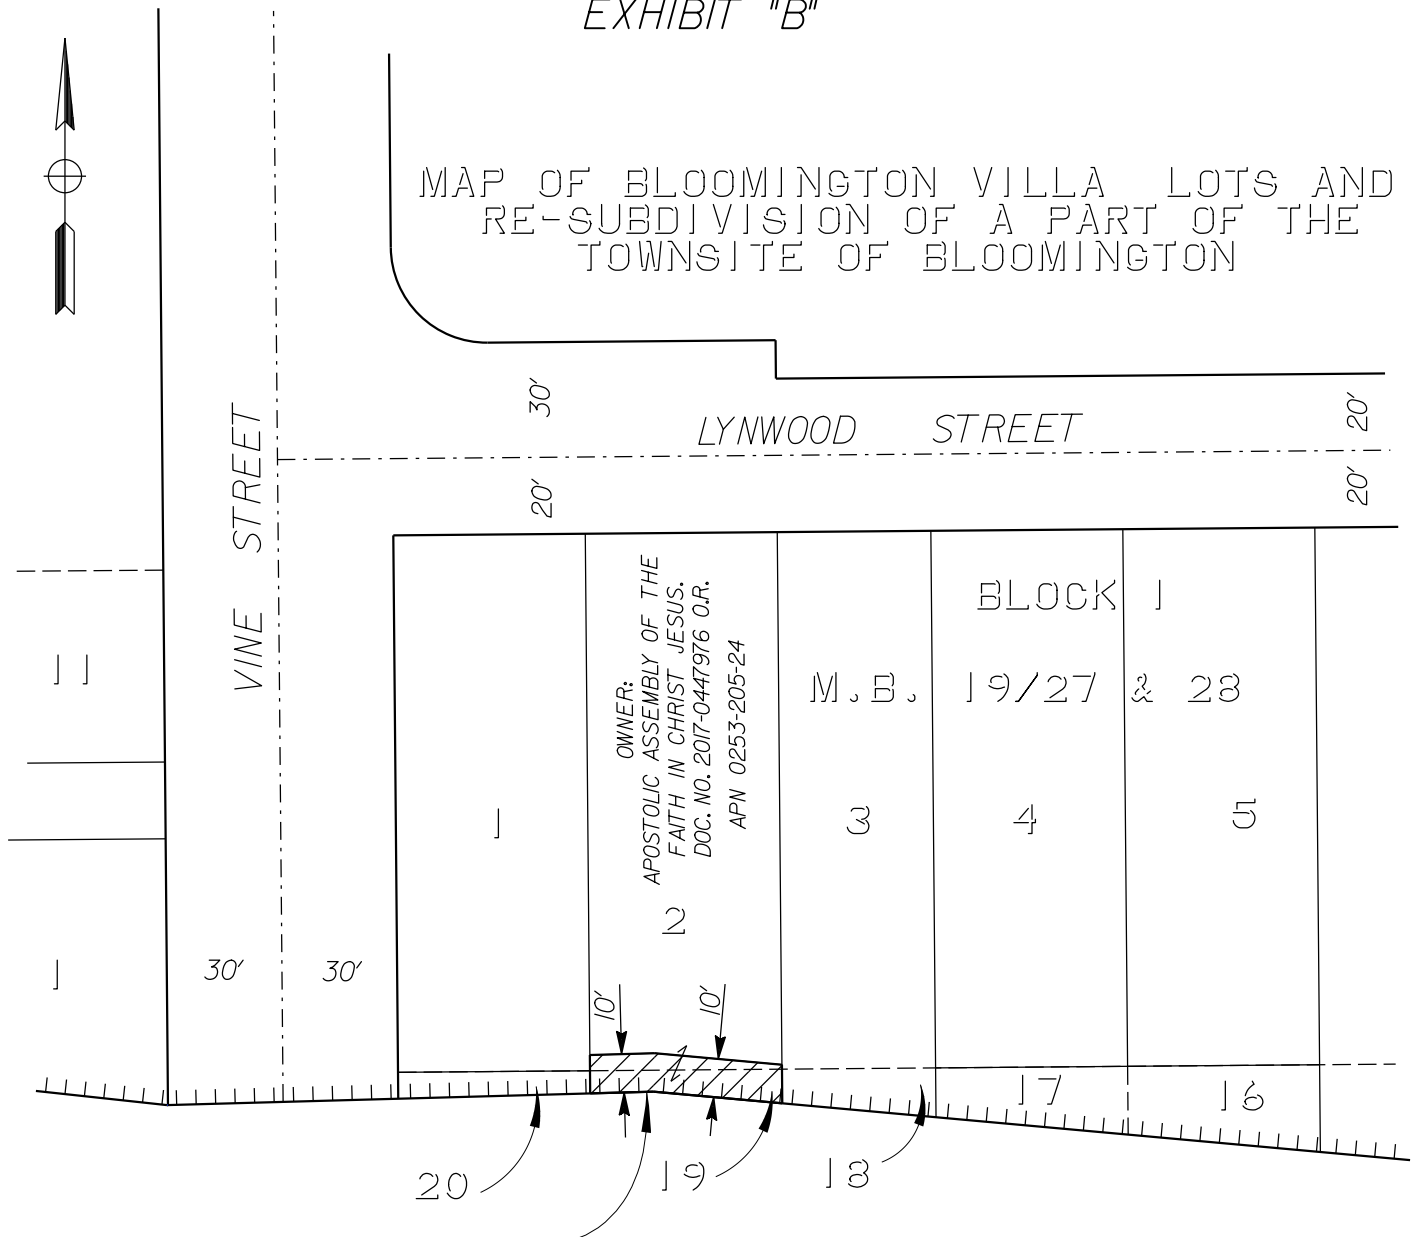 EXHIBIT "B"
MAP OF BLOOMINGTON VILLA LOTS AND
RE-SUBDIVISION OF A PART OF THE
TOWNSITE OF BLOOMINGTON
30'
20'
LYNWOOD STREET
20'
20'
VINE STREET
BLOCK 1
OWNER:
APOSTOLIC ASSEMBLY OF THE
FAITH IN CHRIST JESUS.
DOC. NO. 2017-0447976 O.R.
APN 0253-205-24
M.B. 19/27 & 28
11
1
2
3
4
5
1
30'
30'
10'
10'
17
16
20
19
18